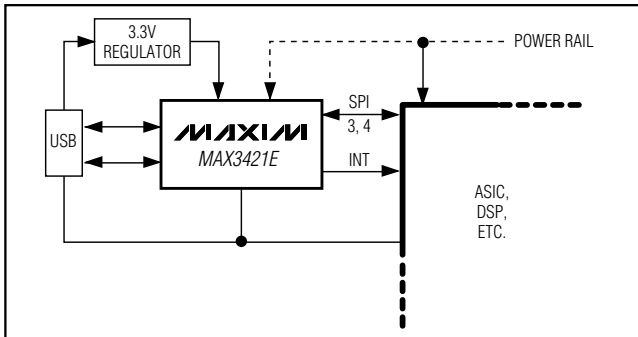 3.3V
REGULATOR
POWER RAIL
USB
MAXIM
MAX3421E
SPI
3, 4
INT
ASIC,
DSP,
ETC.